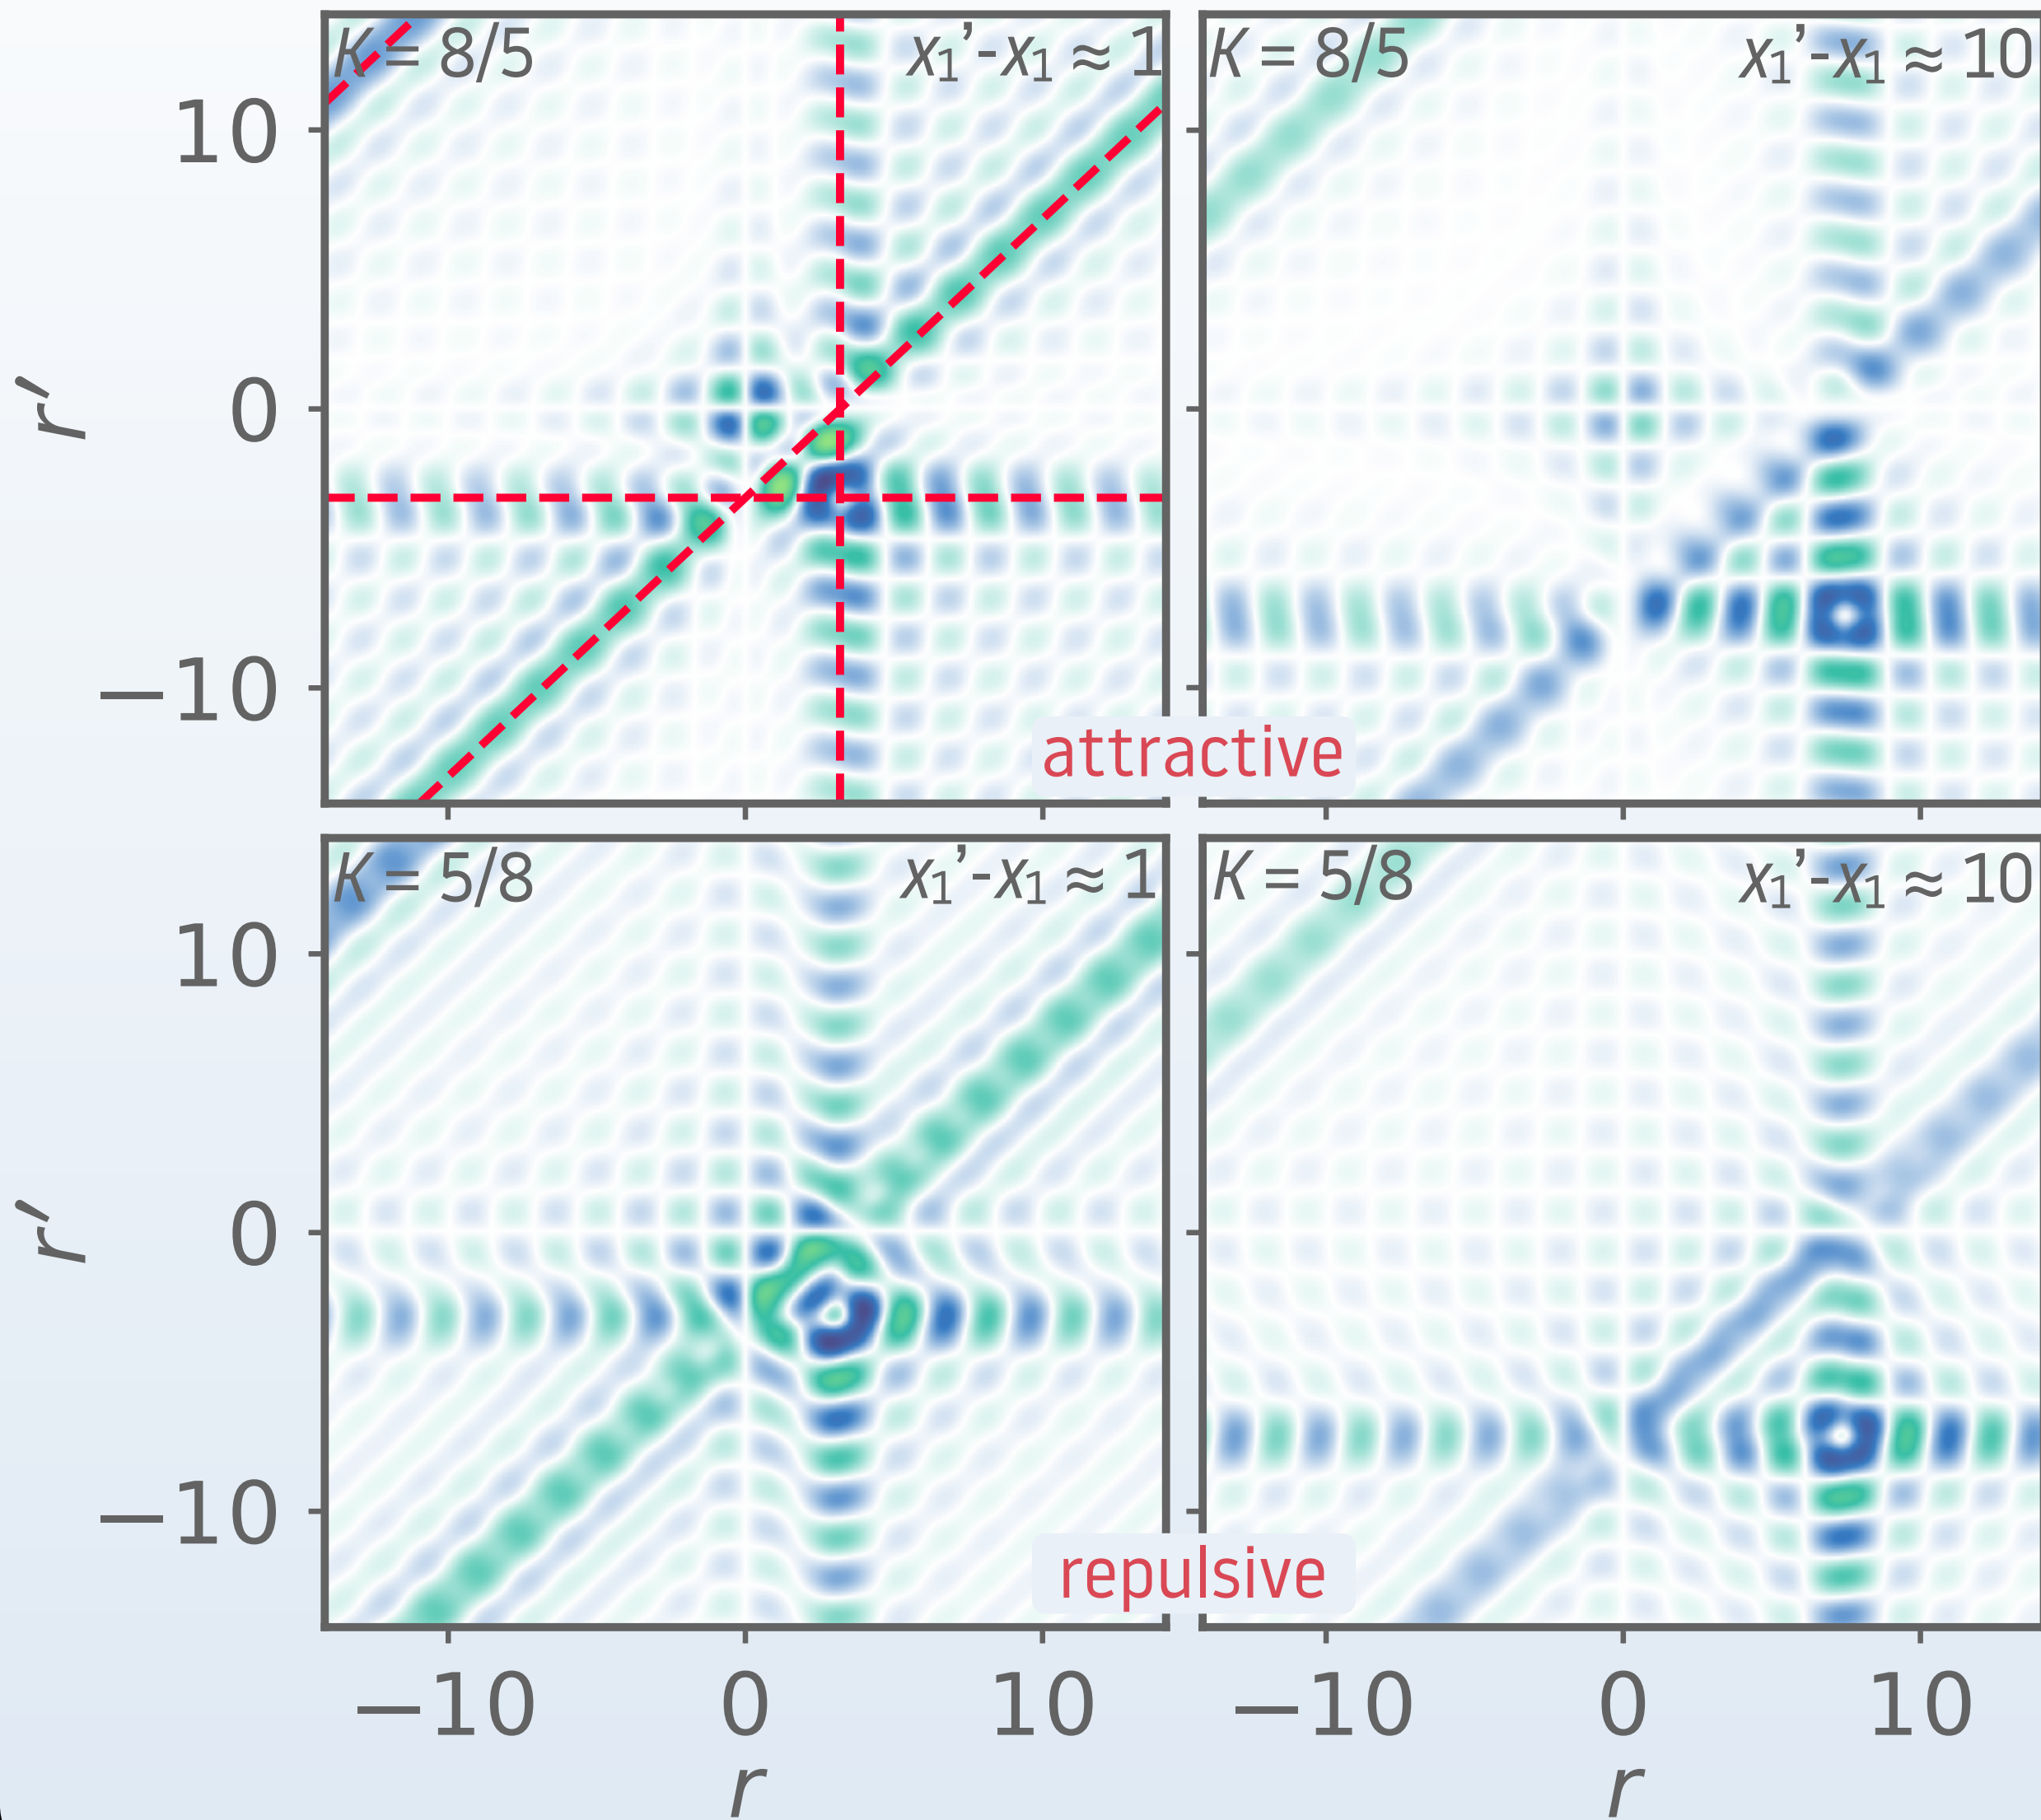 K = 8/5 x₁’-x₁ ≈ 1
K = 8/5 x₁’-x₁ ≈ 10
10
0
−10
r′
attractive
K = 5/8 x₁’-x₁ ≈ 1
K = 5/8 x₁’-x₁ ≈ 10
10
0
−10
r′
repulsive
−10 0 10
−10 0 10
r
r